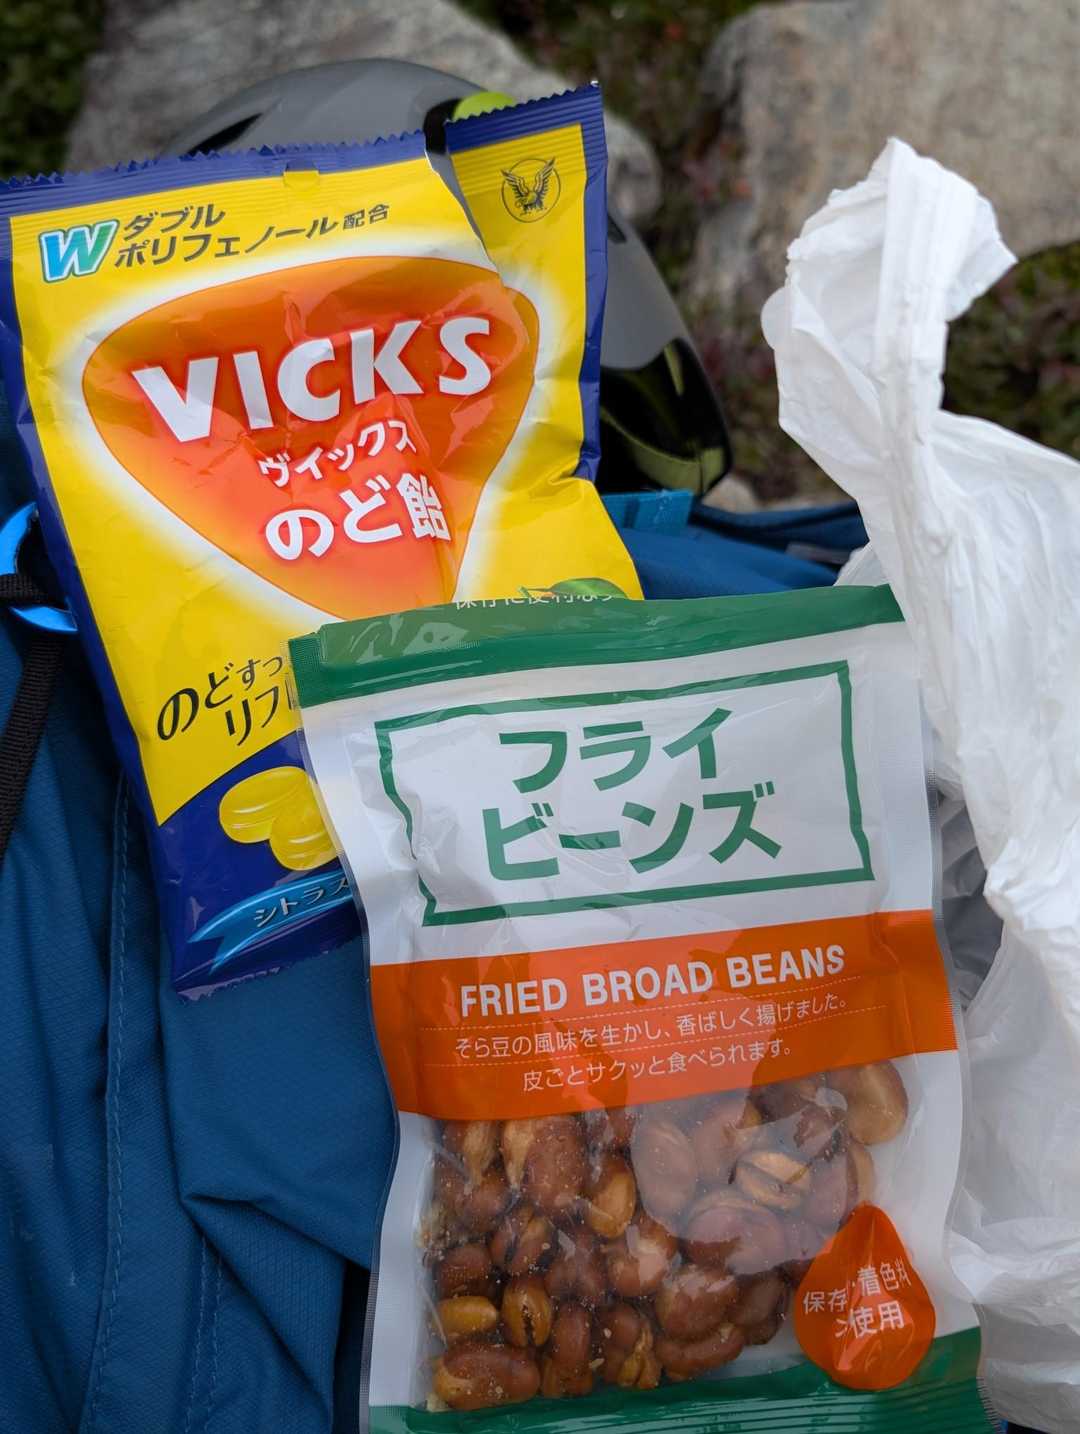 W ダブル
ポリフェノール配合
VICKS
ヴィックス
のど飴
のどすっ
リフ
シトラス
フライ
ビーンズ
FRIED BROAD BEANS
そら豆の風味を生かし、香ばしく揚げました。
皮ごとサクッと食べられます。
保存 着色料
使用